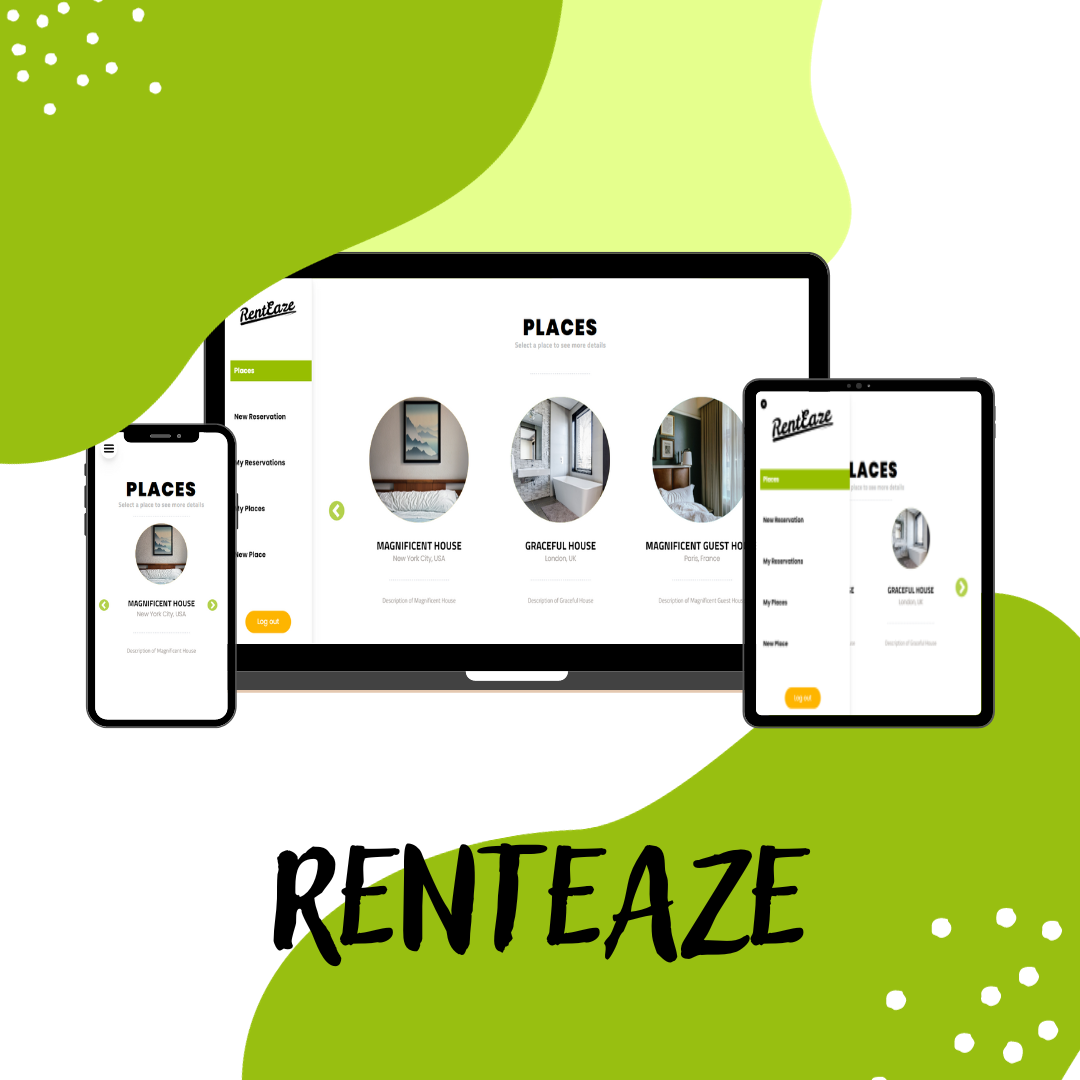 RentEaze
Places
New Reservation
My Reservations
My Places
New Place
Log out
PLACES
Select a place to see more details
MAGNIFICENT HOUSE
New York City, USA
Description of Magnificent House
GRACEFUL HOUSE
London, UK
Description of Graceful House
MAGNIFICENT GUEST HO
Paris, France
Description of Magnificent Guest Hous
PLACES
Select a place to see more details
MAGNIFICENT HOUSE
New York City, USA
Description of Magnificent House
RentEaze
Places
New Reservation
My Reservations
My Places
New Place
Log out
LACES
place to see more details
GRACEFUL HOUSE
London, UK
Description of Graceful House
RENTEAZE